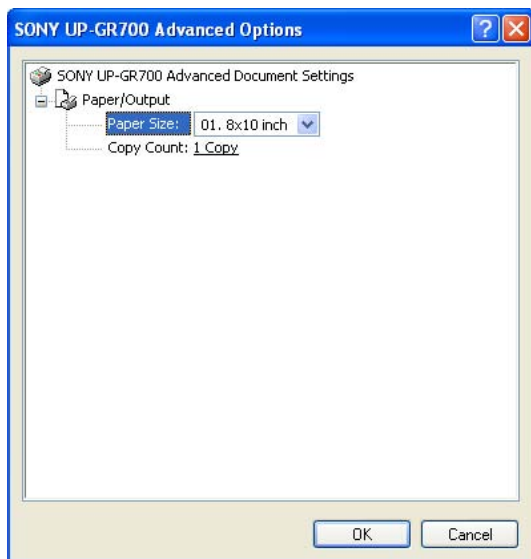 SONY UP-GR700 Advanced Options
SONY UP-GR700 Advanced Document Settings
Paper/Output
Paper Size: 01. 8x10 inch
Copy Count: 1 Copy
OK Cancel